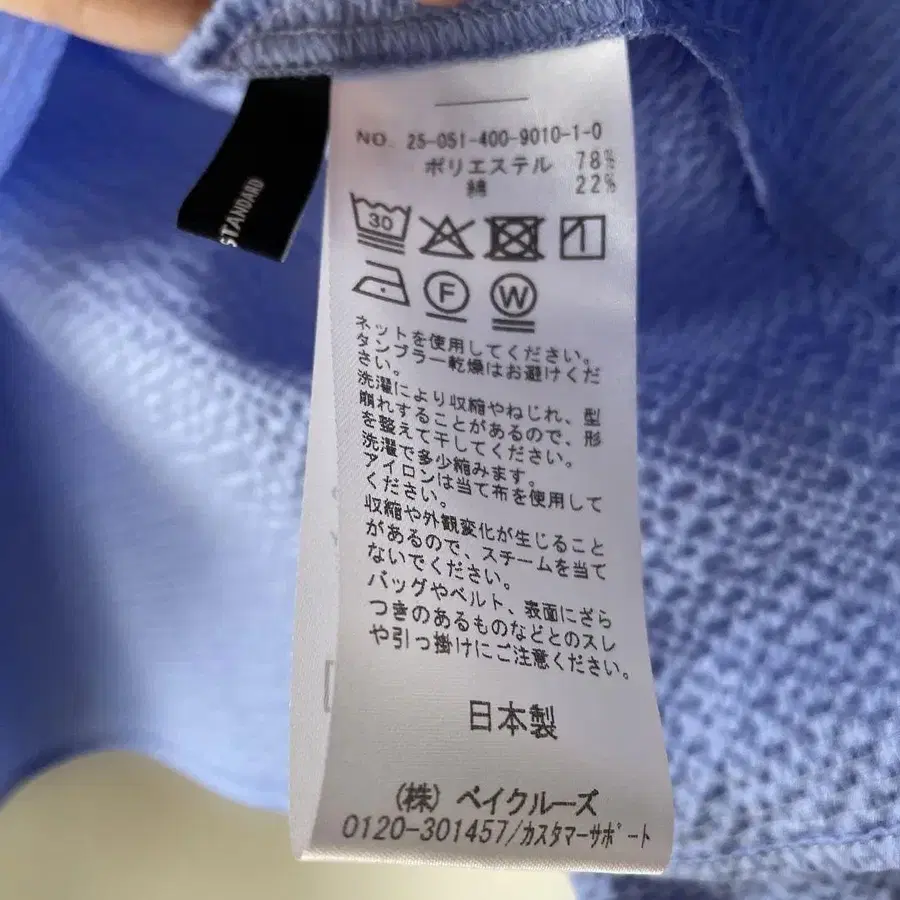 STANDARD
NO. 25-051-400-9010-1-0
ポリエステル 78%
綿 22%
30
F W
ネットを使用してください。
タンブラー乾燥はお避けくだ
さい。
洗濯により収縮やねじれ、型
崩れすることがあるので、形
を整えて干してください。
洗濯で多少縮みます。
アイロンは当て布を使用して
ください。
収縮や外観変化が生じること
があるので、スチームを当て
ないでください。
バッグやベルト、表面にざら
つきのあるものなどとのスレ
や引っ掛けにご注意ください。
日本製
(株) ベイクルーズ
0120-301457/カスタマーサポート